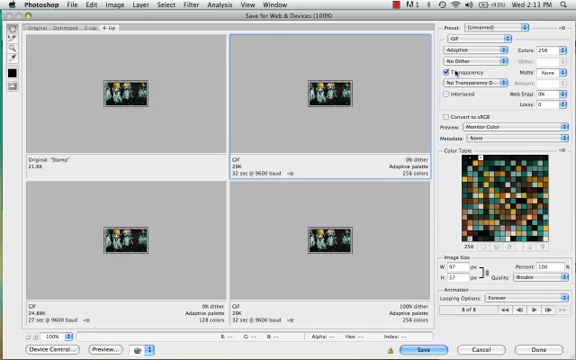 Photoshop File Edit Image Layer Select Filter Analysis View Window Wed 2:13 PM
Save for Web & Devices (100%)
Original Optimized 2-Up 4-Up
Preset: (Unnamed)
GIF
Adaptive Colors: 256
No Dither Dither:
Transparency Matte: None
No Transparency D...
Interlaced Web Snap: 0%
Lossy: 0
Convert to sRGB
Preview: Monitor Color
Metadata: None
Color Table
256
Original: "Stamp"
21.6K
GIF 0% dither
29K Adaptive palette
32 sec @ 9600 baud 256 colors
GIF 0% dither
24.88K Adaptive palette
27 sec @ 9600 baud 128 colors
GIF 100% dither
29K Adaptive palette
32 sec @ 9600 baud 256 colors
Image Size
W: 97 px Percent: 100 %
H: 57 px Quality: Bicubic
Animation
Looping Options: Forever
8 of 8
100% R: -- G: -- B: -- Alpha: -- Hex: -- Index: --
Device Central... Preview... Save Cancel Done